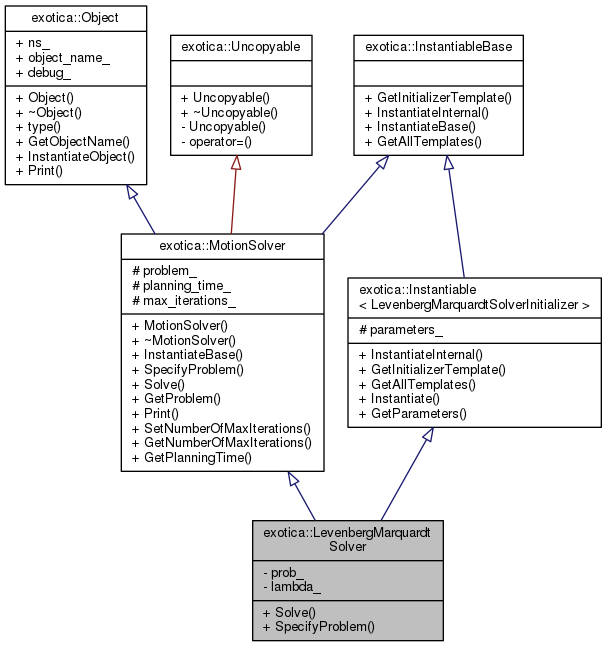 exotica::Object
+ ns_
+ object_name_
+ debug_
+ Object()
+ ~Object()
+ type()
+ GetObjectName()
+ InstantiateObject()
+ Print()
exotica::Uncopyable
+ Uncopyable()
+ ~Uncopyable()
- Uncopyable()
- operator=()
exotica::InstantiableBase
+ GetInitializerTemplate()
+ InstantiateInternal()
+ InstantiateBase()
+ GetAllTemplates()
exotica::MotionSolver
# problem_
# planning_time_
# max_iterations_
+ MotionSolver()
+ ~MotionSolver()
+ InstantiateBase()
+ SpecifyProblem()
+ Solve()
+ GetProblem()
+ Print()
+ SetNumberOfMaxIterations()
+ GetNumberOfMaxIterations()
+ GetPlanningTime()
exotica::Instantiable
< LevenbergMarquardtSolverInitializer >
# parameters_
+ InstantiateInternal()
+ GetInitializerTemplate()
+ GetAllTemplates()
+ Instantiate()
+ GetParameters()
exotica::LevenbergMarquardt
Solver
- prob_
- lambda_
+ Solve()
+ SpecifyProblem()